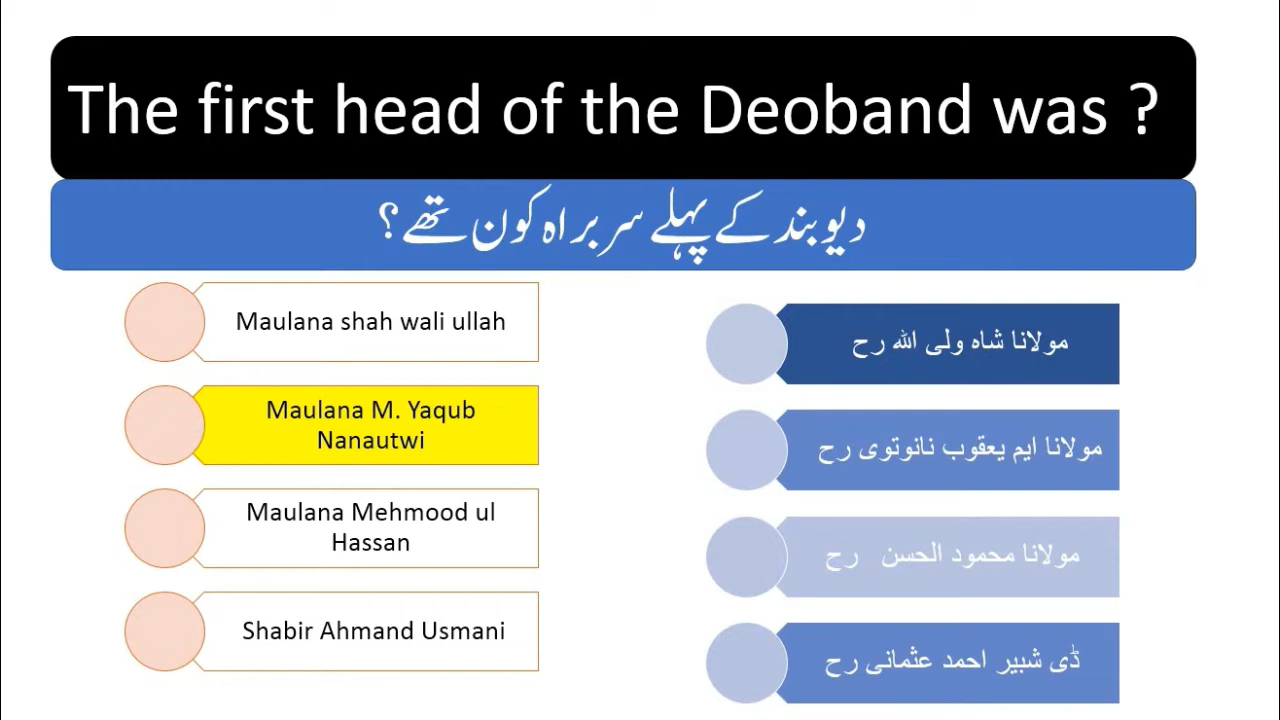 The first head of the Deoband was ?
دیوبند کے پہلے سربراہ کون تھے؟
Maulana shah wali ullah
Maulana M. Yaqub
Nanautwi
Maulana Mehmood ul
Hassan
Shabir Ahmand Usmani
مولانا شاہ ولی اللہ رح
مولانا ایم یعقوب نانوتوی رح
مولانا محمود الحسن رح
ڈی شبیر احمد عثمانی رح